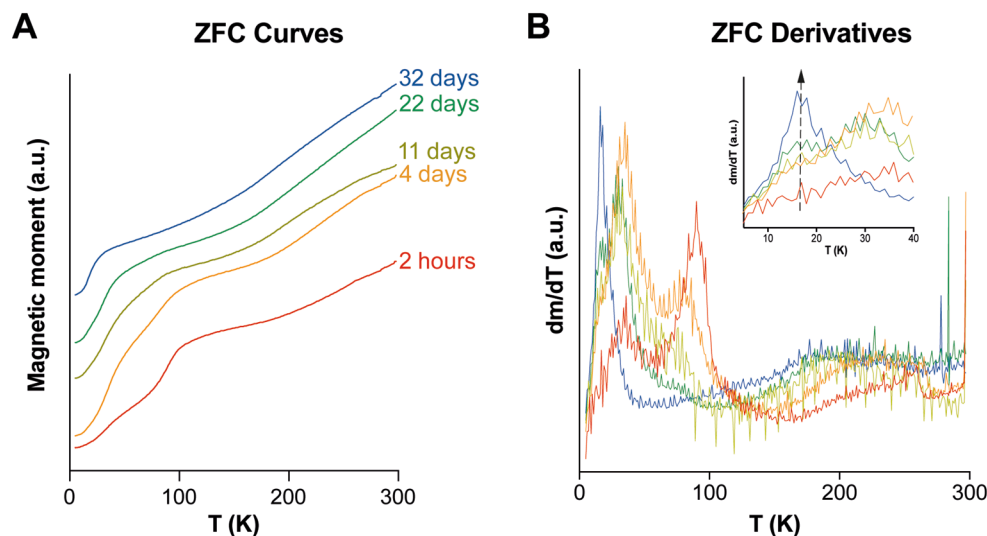 A
ZFC Curves
Magnetic moment (a.u.)
32 days
22 days
11 days
4 days
2 hours
0
100
200
300
T (K)
B
ZFC Derivatives
dm/dT (a.u.)
dm/dT (a.u.)
10
20
30
40
T (K)
0
100
200
300
T (K)